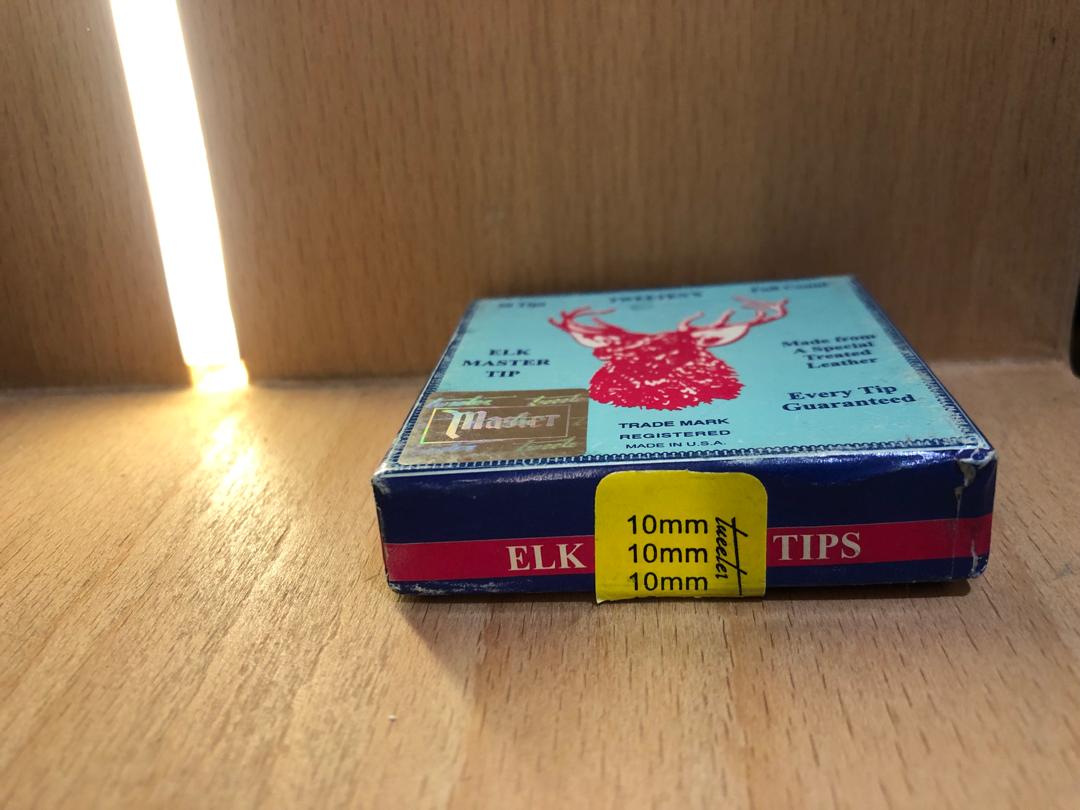 50 Tips
TWEETEN'S
Full Count
ELK
MASTER
TIP
Made from
A Special
Treated
Leather
Every Tip
Guaranteed
Master
TRADE MARK
REGISTERED
MADE IN U.S.A.
ELK
TIPS
10mm
10mm
10mm